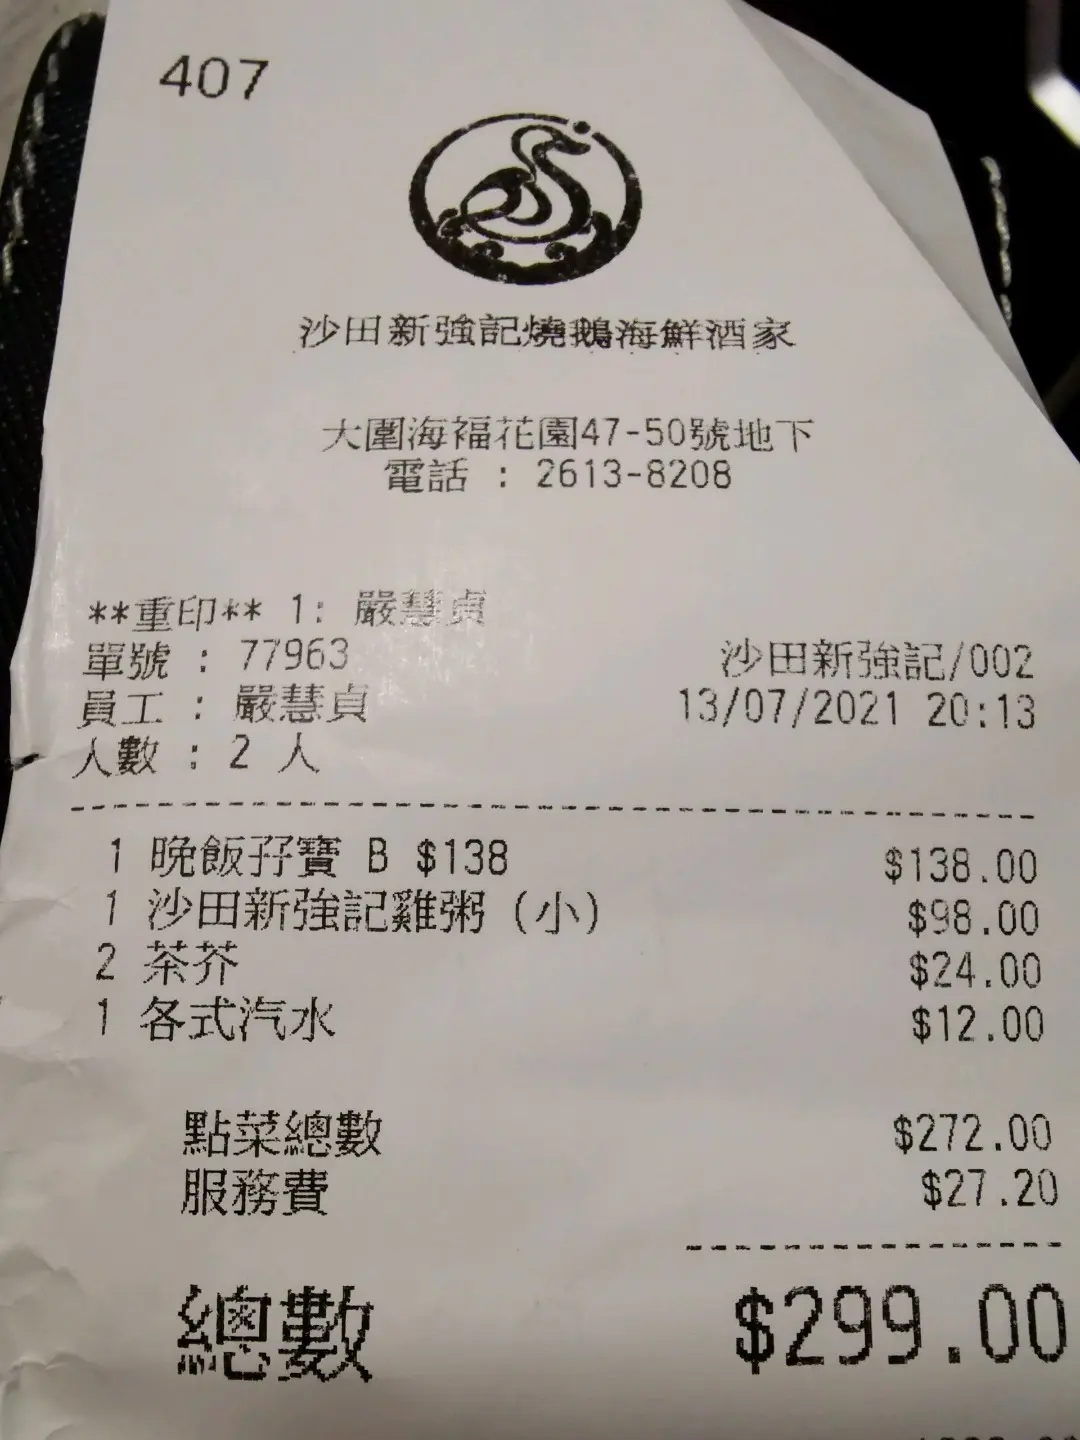 407
沙田新強記燒鵝海鮮酒家
大圍海福花園47-50號地下
電話 : 2613-8208
**重印** 1: 嚴慧貞
單號 : 77963 沙田新強記/002
員工 : 嚴慧貞 13/07/2021 20:13
人數 : 2 人
1 晚飯孖寶 B $138 $138.00
1 沙田新強記雞粥 (小) $98.00
2 茶芥 $24.00
1 各式汽水 $12.00
點菜總數 $272.00
服務費 $27.20
總數 $299.00